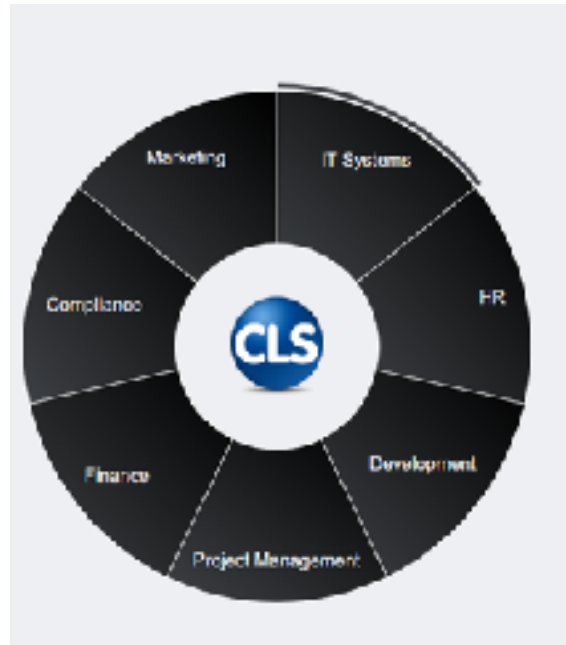 Marketing
IT Systems
Compliance
HR
CLS
Finance
Development
Project Management